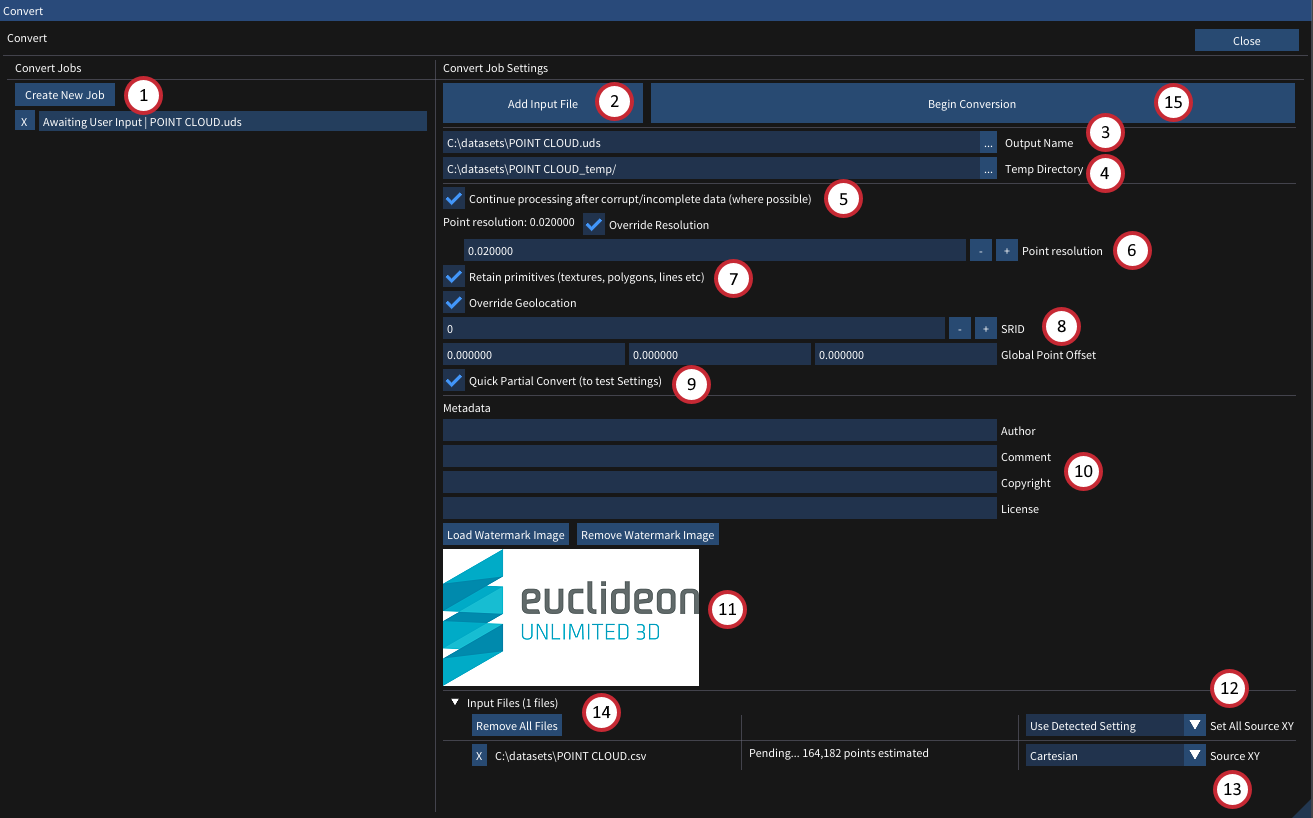 Convert
Convert
Close
Convert Jobs
Create New Job
1
X
Awaiting User Input | POINT CLOUD.uds
Convert Job Settings
Add Input File
2
Begin Conversion
15
C:\datasets\POINT CLOUD.uds
...
Output Name
3
C:\datasets\POINT CLOUD_temp/
...
Temp Directory
4
Continue processing after corrupt/incomplete data (where possible)
5
Point resolution: 0.020000
Override Resolution
0.020000
-
+
Point resolution
6
Retain primitives (textures, polygons, lines etc)
7
Override Geolocation
0
-
+
SRID
8
0.000000
0.000000
0.000000
Global Point Offset
Quick Partial Convert (to test Settings)
9
Metadata
Author
Comment
10
Copyright
License
Load Watermark Image
Remove Watermark Image
euclideon
UNLIMITED 3D
11
Input Files (1 files)
14
12
Remove All Files
Use Detected Setting
Set All Source XY
X
C:\datasets\POINT CLOUD.csv
Pending... 164,182 points estimated
Cartesian
Source XY
13